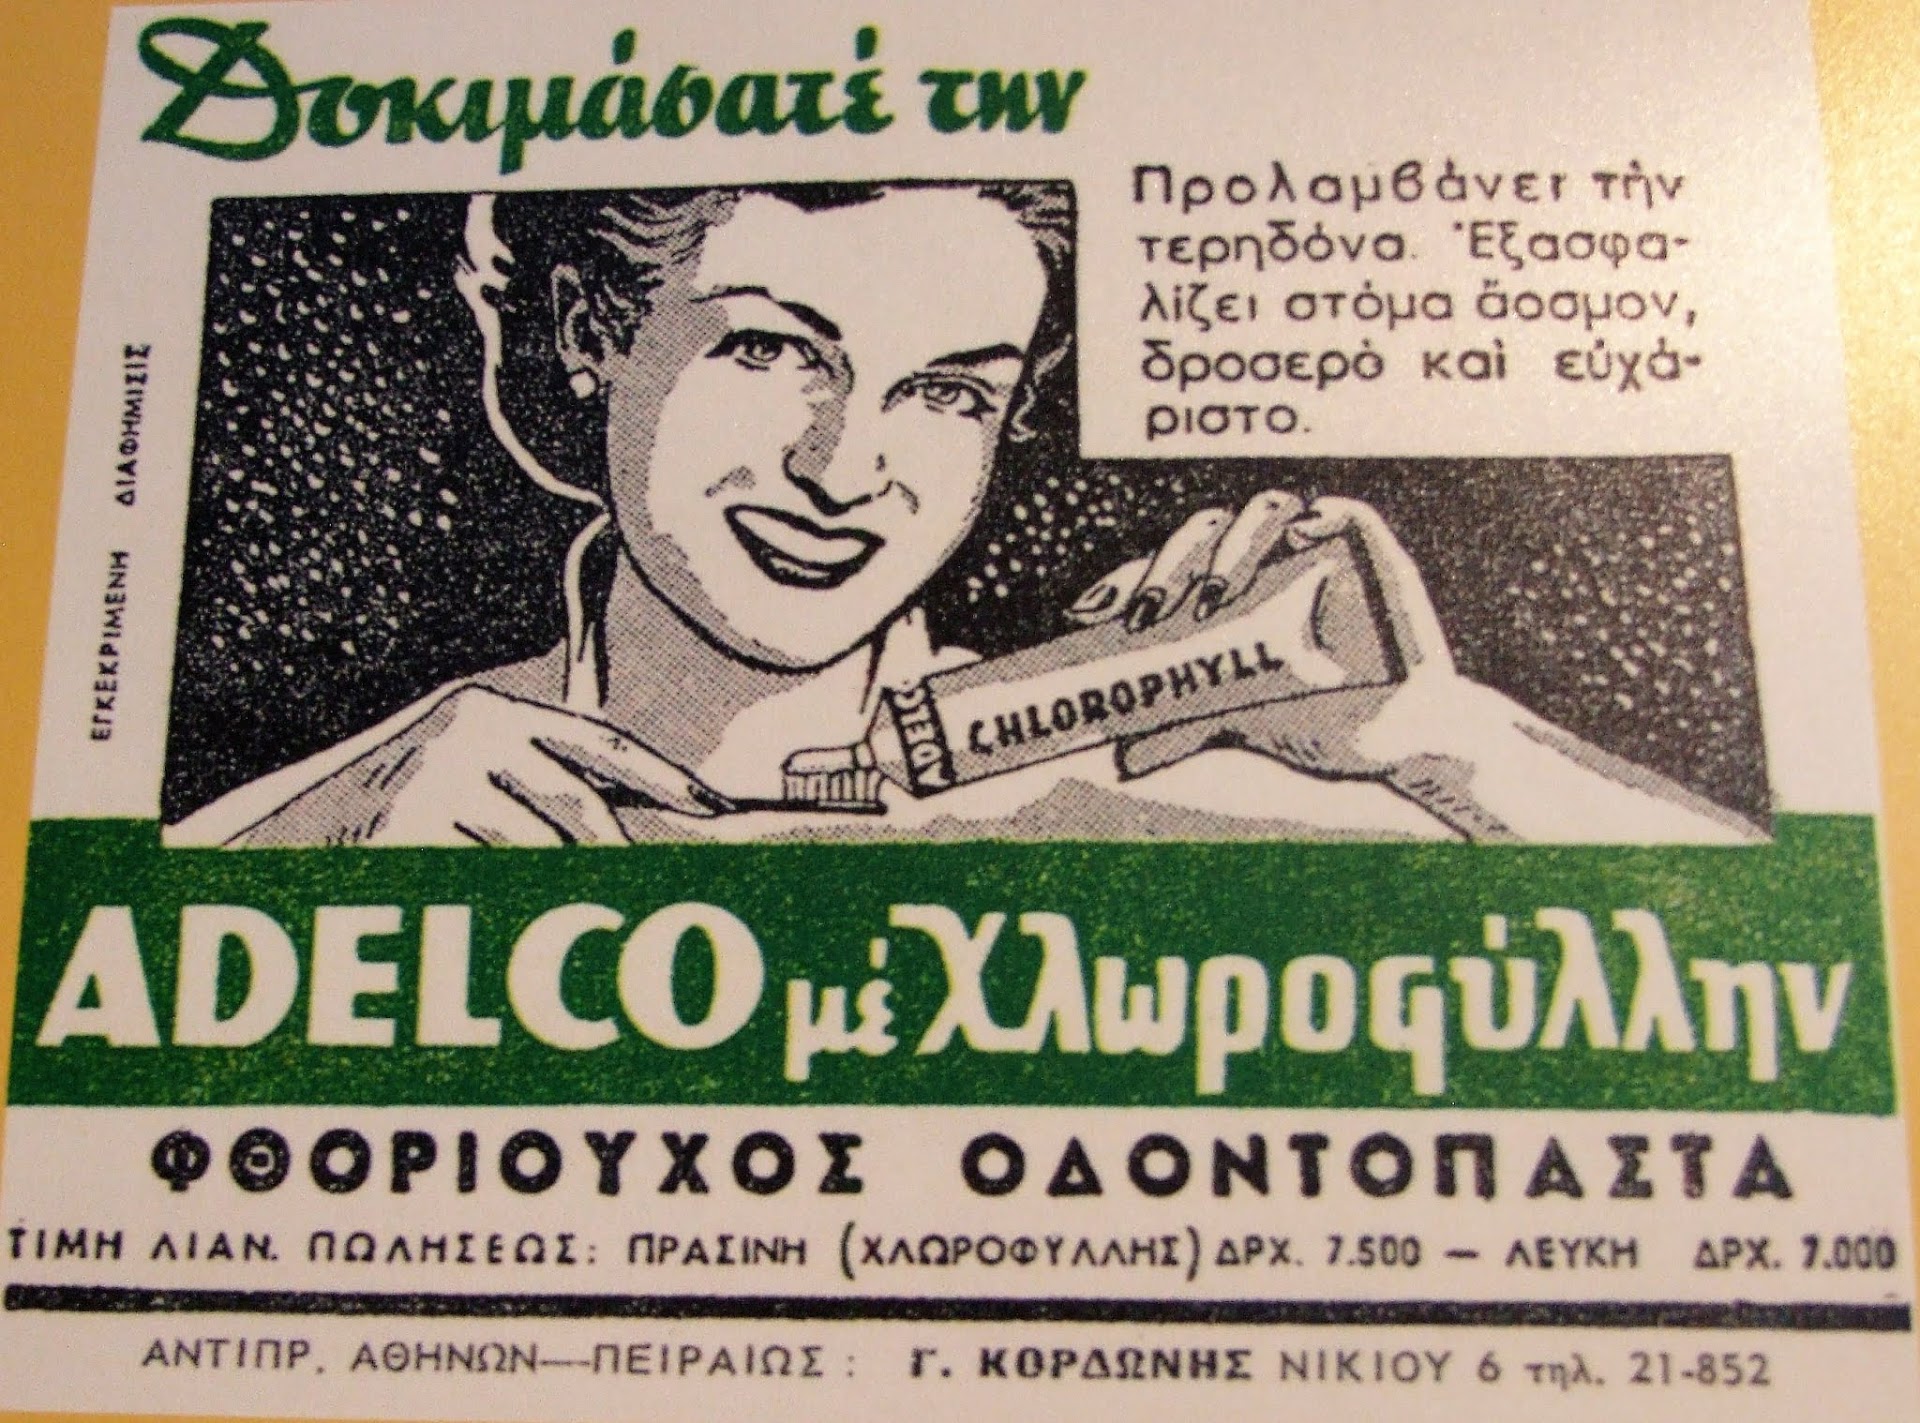 Δοκιμάσατέ την
Προλαμβάνει τὴν
τερηδόνα. Ἐξασφα-
λίζει στόμα ἄοσμον,
δροσερὸ καὶ εὐχά-
ριστο.
ΕΓΚΕΚΡΙΜΕΝΗ ΔΙΑΦΗΜΙΣΙΣ
ADELCO
CHLOROPHYLL
ADELCO μέ Χλωροφύλλην
ΦΘΟΡΙΟΥΧΟΣ ΟΔΟΝΤΟΠΑΣΤΑ
ΤΙΜΗ ΛΙΑΝ. ΠΩΛΗΣΕΩΣ: ΠΡΑΣΙΝΗ (ΧΛΩΡΟΦΥΛΛΗΣ) ΔΡΧ. 7.500 — ΛΕΥΚΗ ΔΡΧ. 7.000
ΑΝΤΙΠΡ. ΑΘΗΝΩΝ—ΠΕΙΡΑΙΩΣ : Γ. ΚΟΡΔΩΝΗΣ ΝΙΚΙΟΥ 6 τηλ. 21-852